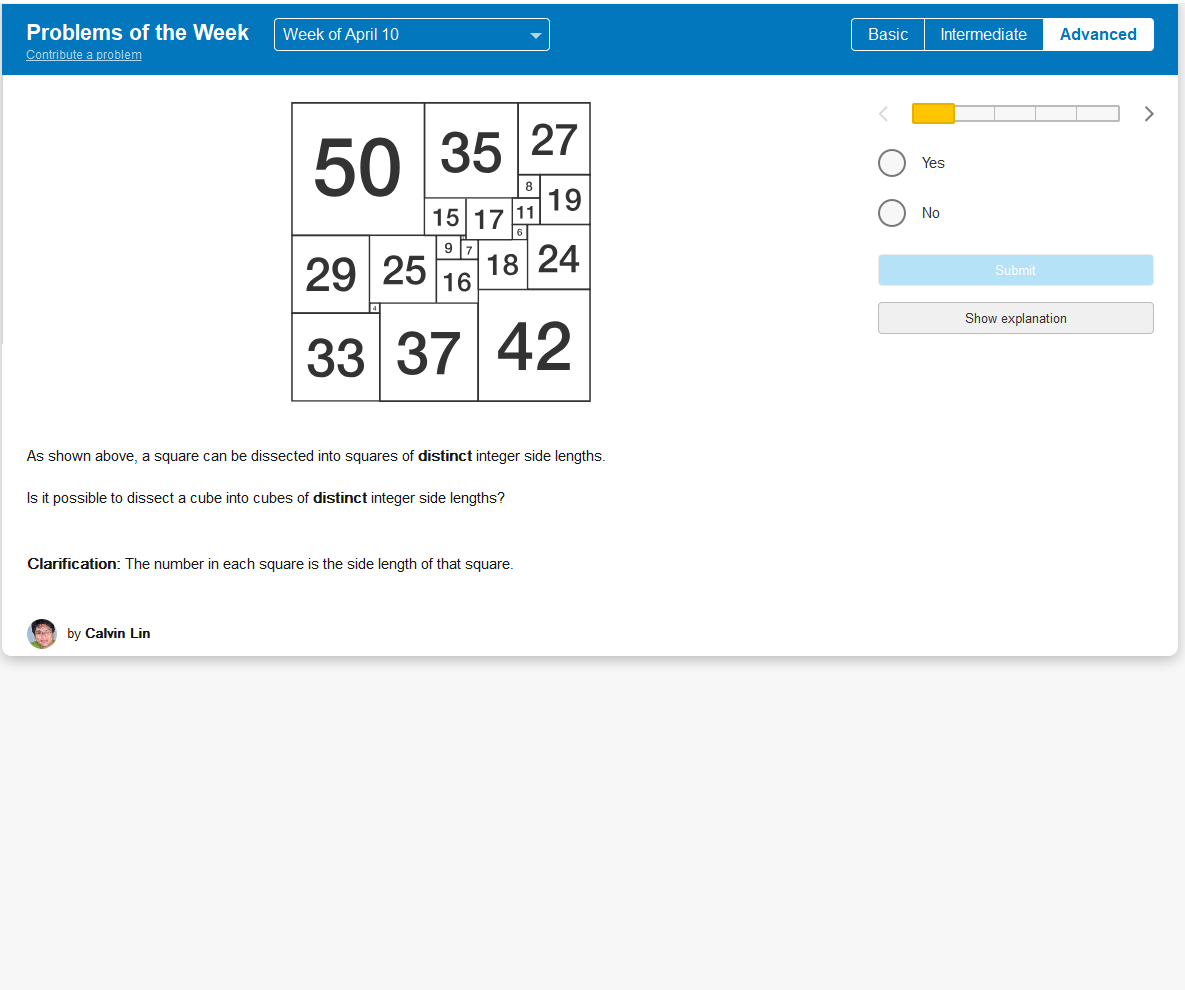 Problems of the Week
Week of April 10
Basic
Intermediate
Advanced
Contribute a problem
50
35
27
8
19
15
17
11
6
9
7
29
25
16
18
24
4
33
37
42
Yes
No
Submit
Show explanation
As shown above, a square can be dissected into squares of distinct integer side lengths.
Is it possible to dissect a cube into cubes of distinct integer side lengths?
Clarification: The number in each square is the side length of that square.
by Calvin Lin